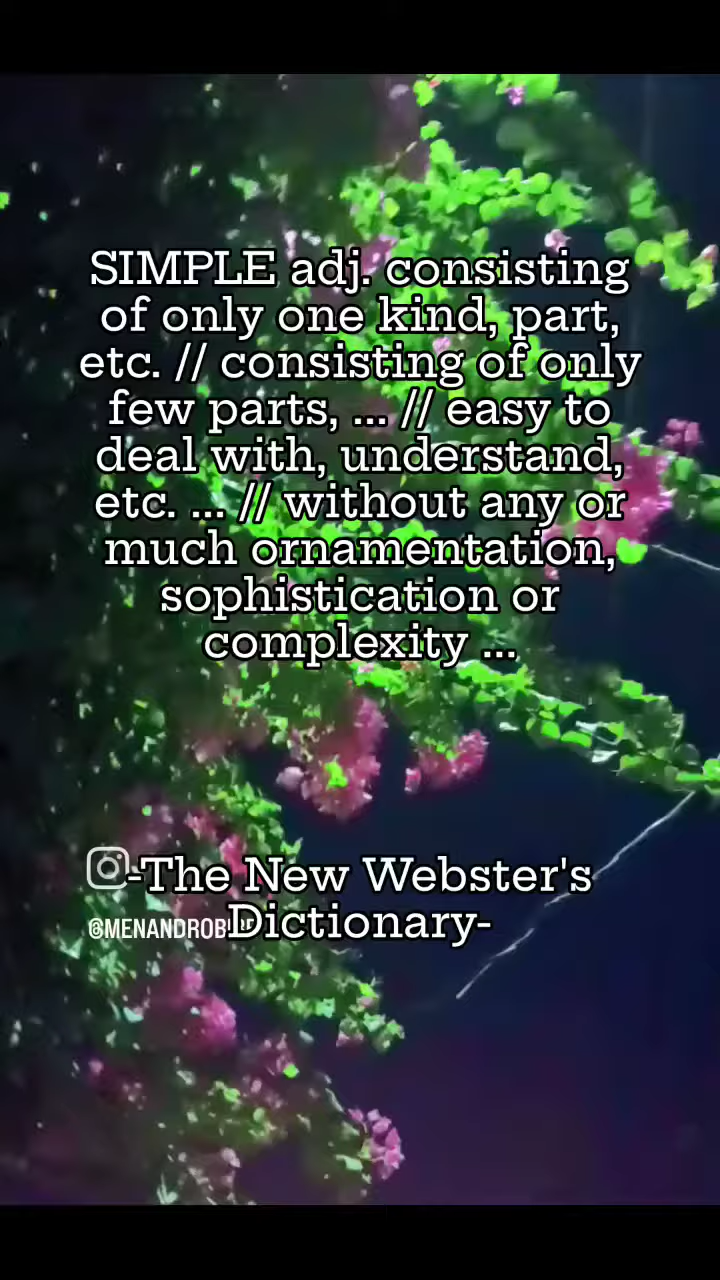 SIMPLE adj. consisting
of only one kind, part,
etc. // consisting of only
few parts, ... // easy to
deal with, understand,
etc. ... // without any or
much ornamentation,
sophistication or
complexity ...
-The New Webster's
Dictionary-